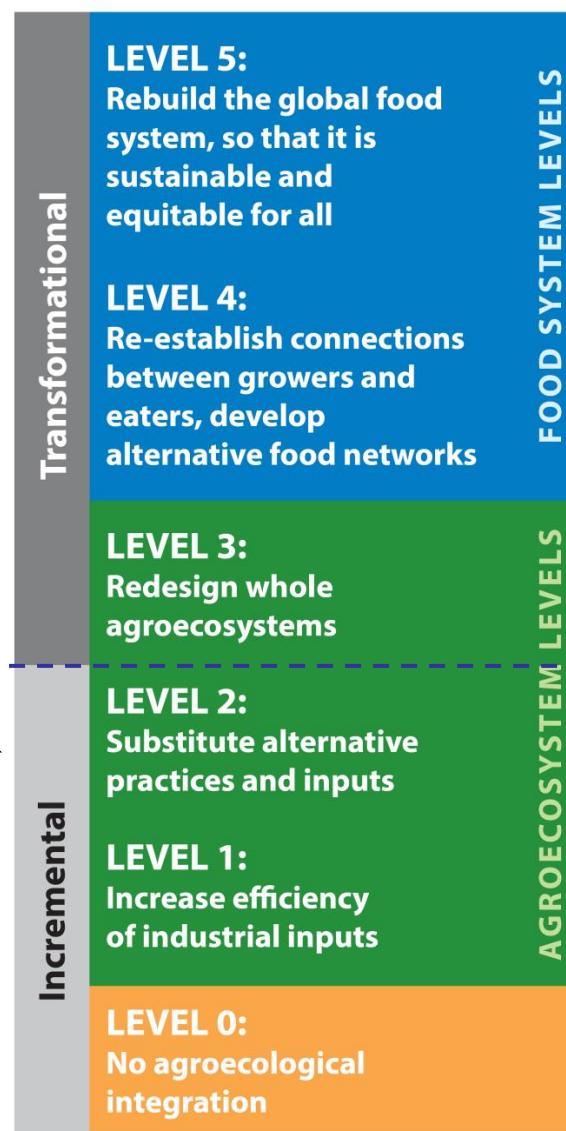 Transformational
Incremental
LEVEL 5:
Rebuild the global food
system, so that it is
sustainable and
equitable for all
LEVEL 4:
Re-establish connections
between growers and
eaters, develop
alternative food networks
LEVEL 3:
Redesign whole
agroecosystems
LEVEL 2:
Substitute alternative
practices and inputs
LEVEL 1:
Increase efficiency
of industrial inputs
LEVEL 0:
No agroecological
integration
FOOD SYSTEM LEVELS
AGROECOSYSTEM LEVELS